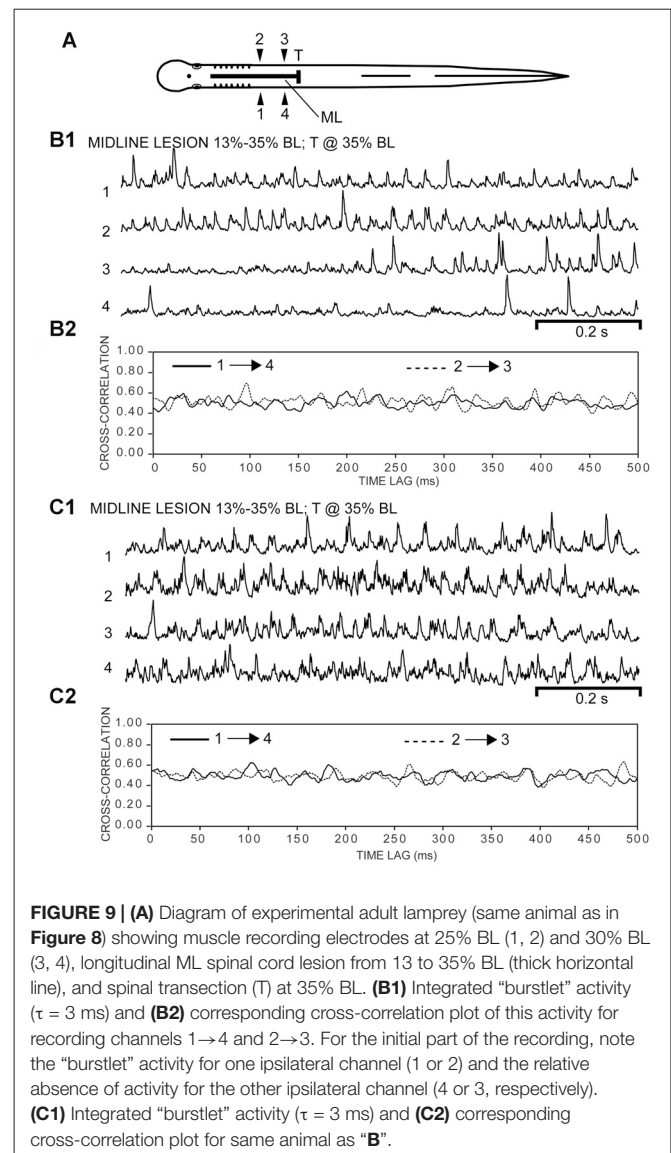 A
2 3
T
1 4
ML
B1 MIDLINE LESION 13%-35% BL; T @ 35% BL
1
2
3
4
0.2 s
B2
CROSS-CORRELATION
1.00
0.80
0.60
0.40
0.20
0.00
1 → 4 2 → 3
0 50 100 150 200 250 300 350 400 450 500
TIME LAG (ms)
C1 MIDLINE LESION 13%-35% BL; T @ 35% BL
1
2
3
4
0.2 s
C2
CROSS-CORRELATION
1.00
0.80
0.60
0.40
0.20
0.00
1 → 4 2 → 3
0 50 100 150 200 250 300 350 400 450 500
TIME LAG (ms)
FIGURE 9 | (A) Diagram of experimental adult lamprey (same animal as in
Figure 8) showing muscle recording electrodes at 25% BL (1, 2) and 30% BL
(3, 4), longitudinal ML spinal cord lesion from 13 to 35% BL (thick horizontal
line), and spinal transection (T) at 35% BL. (B1) Integrated “burstlet” activity
(τ = 3 ms) and (B2) corresponding cross-correlation plot of this activity for
recording channels 1→4 and 2→3. For the initial part of the recording, note
the “burstlet” activity for one ipsilateral channel (1 or 2) and the relative
absence of activity for the other ipsilateral channel (4 or 3, respectively).
(C1) Integrated “burstlet” activity (τ = 3 ms) and (C2) corresponding
cross-correlation plot for same animal as “B”.